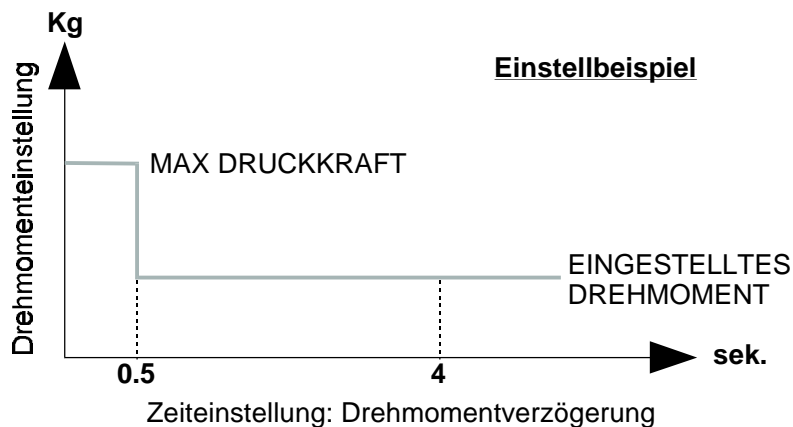 Kg
Einstellbeispiel
Drehmomenteinstellung
MAX DRUCKKRAFT
EINGESTELLTES
DREHMOMENT
sek.
0.5
4
Zeiteinstellung: Drehmomentverzögerung